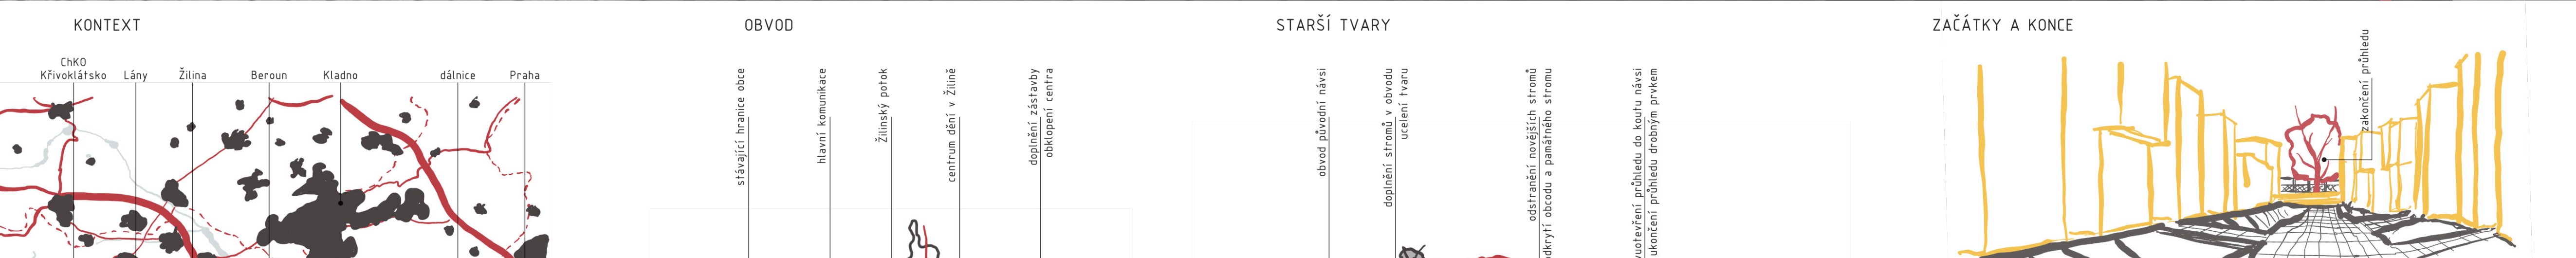 KONTEXT
ChKO
Křivoklátsko
Lány
Žilina
Beroun
Kladno
dálnice
Praha
OBVOD
stávající hranice obce
hlavní komunikace
Žilinský potok
centrum dění v Žilině
doplnění zástavby
obklopení centra
STARŠÍ TVARY
obvod původní návsi
doplnění stromů v obvodu
ucelení tvaru
odstranění novějších stromů
odkrytí obvodu a památného stromu
vuotevření průhledu do koutu návsi
ukončení průhledu drobným prvkem
ZAČÁTKY A KONCE
zakončení průhledu